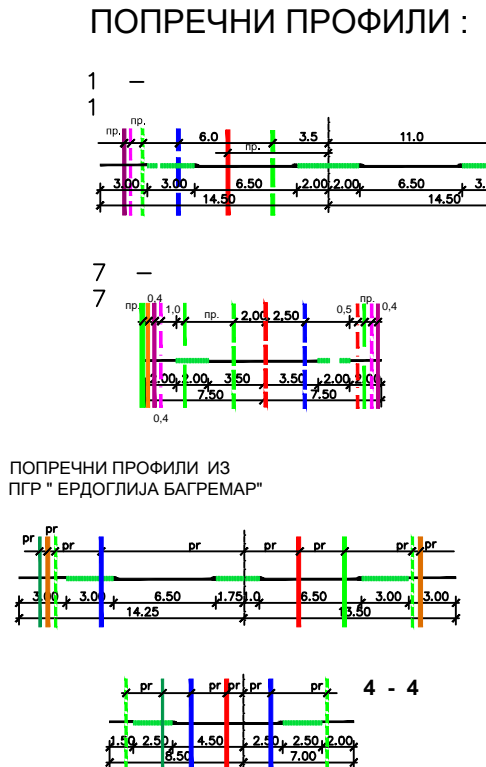 ПОПРЕЧНИ ПРОФИЛИ :
1 –
1
пр. пр. 6.0 3.5 11.0
пр.
3.00 3.00 6.50 2.00 2.00 6.50 3.
14.50 14.50
7 –
7
пр. 0,4 1,0 пр. 2,00 2,50 0,5 пр. 0,4
2.00 2.00 3.50 3.50 2.00 2.00
7.50 7.50
0,4
ПОПРЕЧНИ ПРОФИЛИ ИЗ
ПГР " ЕРДОГЛИЈА БАГРЕМАР"
pr pr pr pr pr pr pr
3.00 3.00 6.50 1.75 1.0 6.50 3.00 3.00
14.25 13.50
pr pr pr pr pr 4 - 4
1.50 2.50 4.50 2.50 2.50 2.00
8.50 7.00